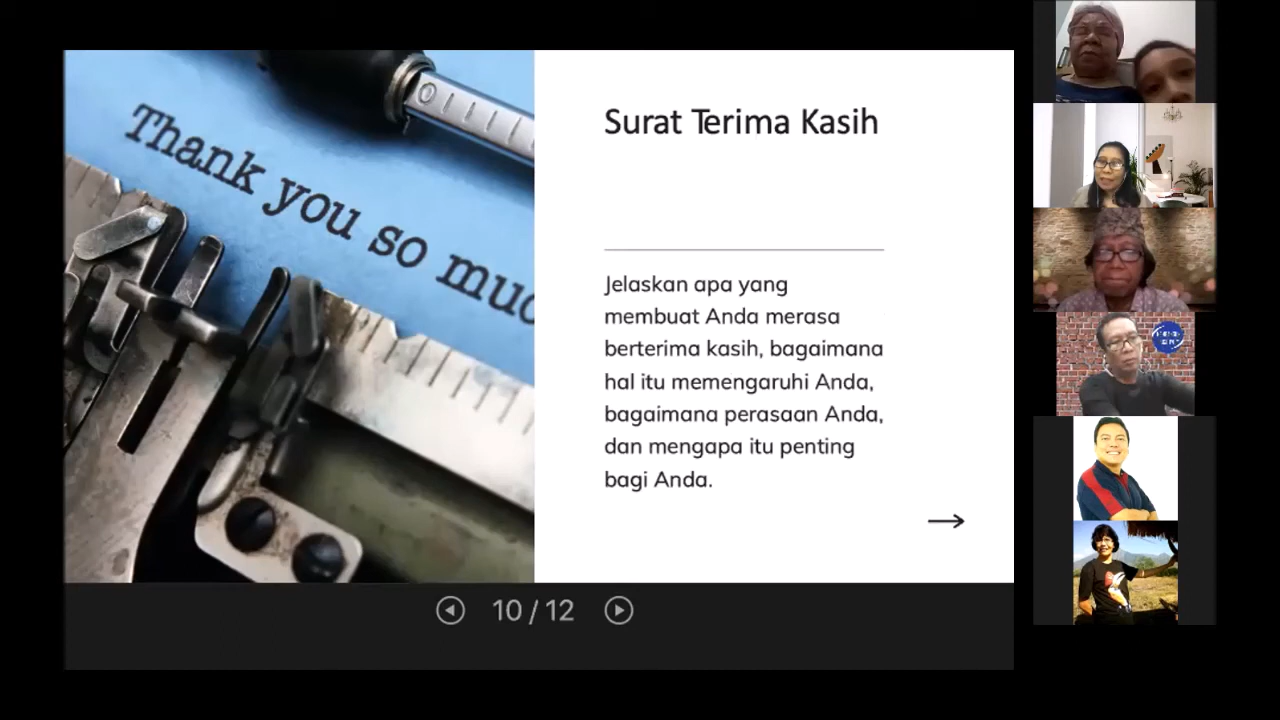 Thank you so muc
Surat Terima Kasih
Jelaskan apa yang
membuat Anda merasa
berterima kasih, bagaimana
hal itu memengaruhi Anda,
bagaimana perasaan Anda,
dan mengapa itu penting
bagi Anda.
10 / 12